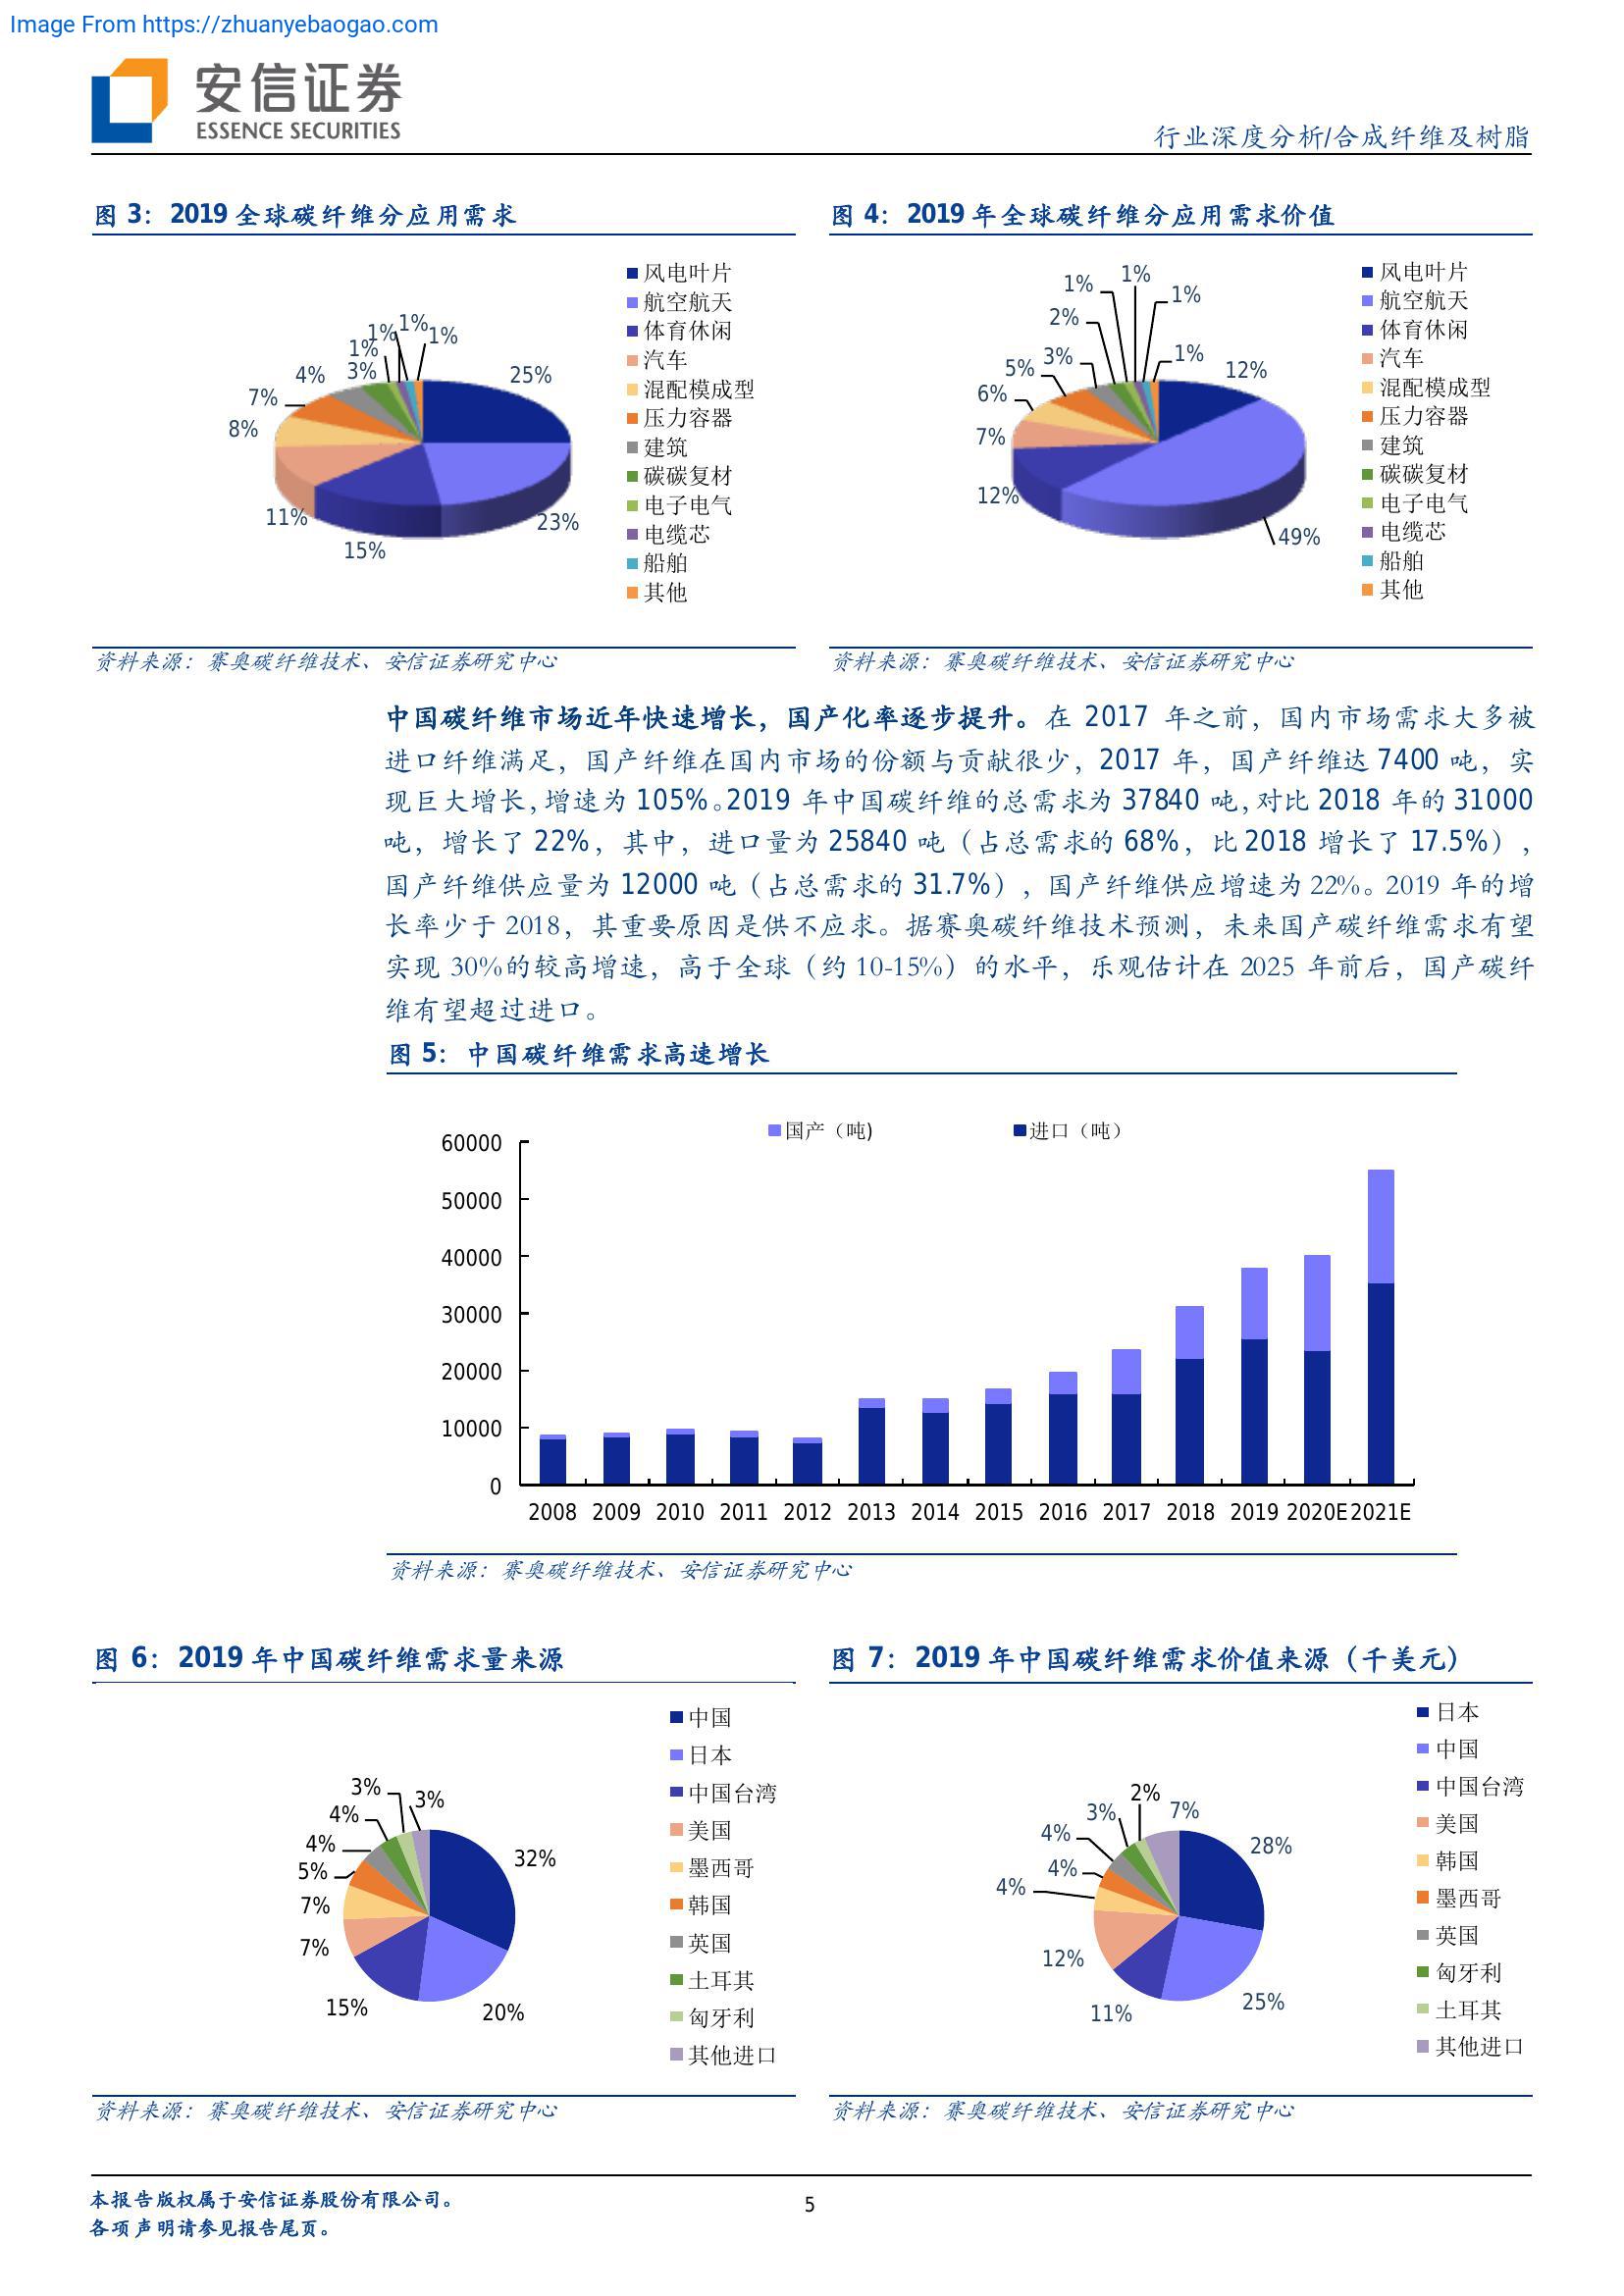 Image From https://zhuanyebaogao.com
安信证券
ESSENCE SECURITIES
行业深度分析/合成纤维及树脂
图 3：2019 全球碳纤维分应用需求
25%
23%
15%
11%
8%
7%
4%
3%
1%
1%
1%
1%
风电叶片
航空航天
体育休闲
汽车
混配模成型
压力容器
建筑
碳碳复材
电子电气
电缆芯
船舶
其他
资料来源：赛奥碳纤维技术、安信证券研究中心
图 4：2019 年全球碳纤维分应用需求价值
12%
49%
12%
7%
6%
5%
3%
2%
1%
1%
1%
1%
风电叶片
航空航天
体育休闲
汽车
混配模成型
压力容器
建筑
碳碳复材
电子电气
电缆芯
船舶
其他
资料来源：赛奥碳纤维技术、安信证券研究中心
中国碳纤维市场近年快速增长，国产化率逐步提升。在 2017 年之前，国内市场需求大多被
进口纤维满足，国产纤维在国内市场的份额与贡献很少，2017 年，国产纤维达 7400 吨，实
现巨大增长，增速为 105%。2019 年中国碳纤维的总需求为 37840 吨，对比 2018 年的 31000
吨，增长了 22%，其中，进口量为 25840 吨（占总需求的 68%，比 2018 增长了 17.5%），
国产纤维供应量为 12000 吨（占总需求的 31.7%），国产纤维供应增速为 22%。2019 年的增
长率少于 2018，其重要原因是供不应求。据赛奥碳纤维技术预测，未来国产碳纤维需求有望
实现 30%的较高增速，高于全球（约 10-15%）的水平，乐观估计在 2025 年前后，国产碳纤
维有望超过进口。
图 5：中国碳纤维需求高速增长
国产（吨) 进口（吨）
60000
50000
40000
30000
20000
10000
0
2008 2009 2010 2011 2012 2013 2014 2015 2016 2017 2018 2019 2020E 2021E
资料来源：赛奥碳纤维技术、安信证券研究中心
图 6：2019 年中国碳纤维需求量来源
32%
20%
15%
7%
7%
5%
4%
4%
3%
3%
中国
日本
中国台湾
美国
墨西哥
韩国
英国
土耳其
匈牙利
其他进口
资料来源：赛奥碳纤维技术、安信证券研究中心
图 7：2019 年中国碳纤维需求价值来源（千美元）
28%
25%
11%
12%
4%
4%
4%
3%
2%
7%
日本
中国
中国台湾
美国
韩国
墨西哥
英国
匈牙利
土耳其
其他进口
资料来源：赛奥碳纤维技术、安信证券研究中心
本报告版权属于安信证券股份有限公司。
各项声明请参见报告尾页。
5